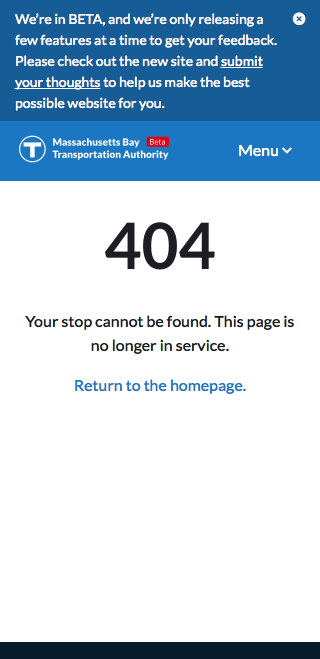 We're in BETA, and we're only releasing a
few features at a time to get your feedback.
Please check out the new site and submit
your thoughts to help us make the best
possible website for you.
T Massachusetts Bay Beta
Transportation Authority
Menu
404
Your stop cannot be found. This page is
no longer in service.
Return to the homepage.